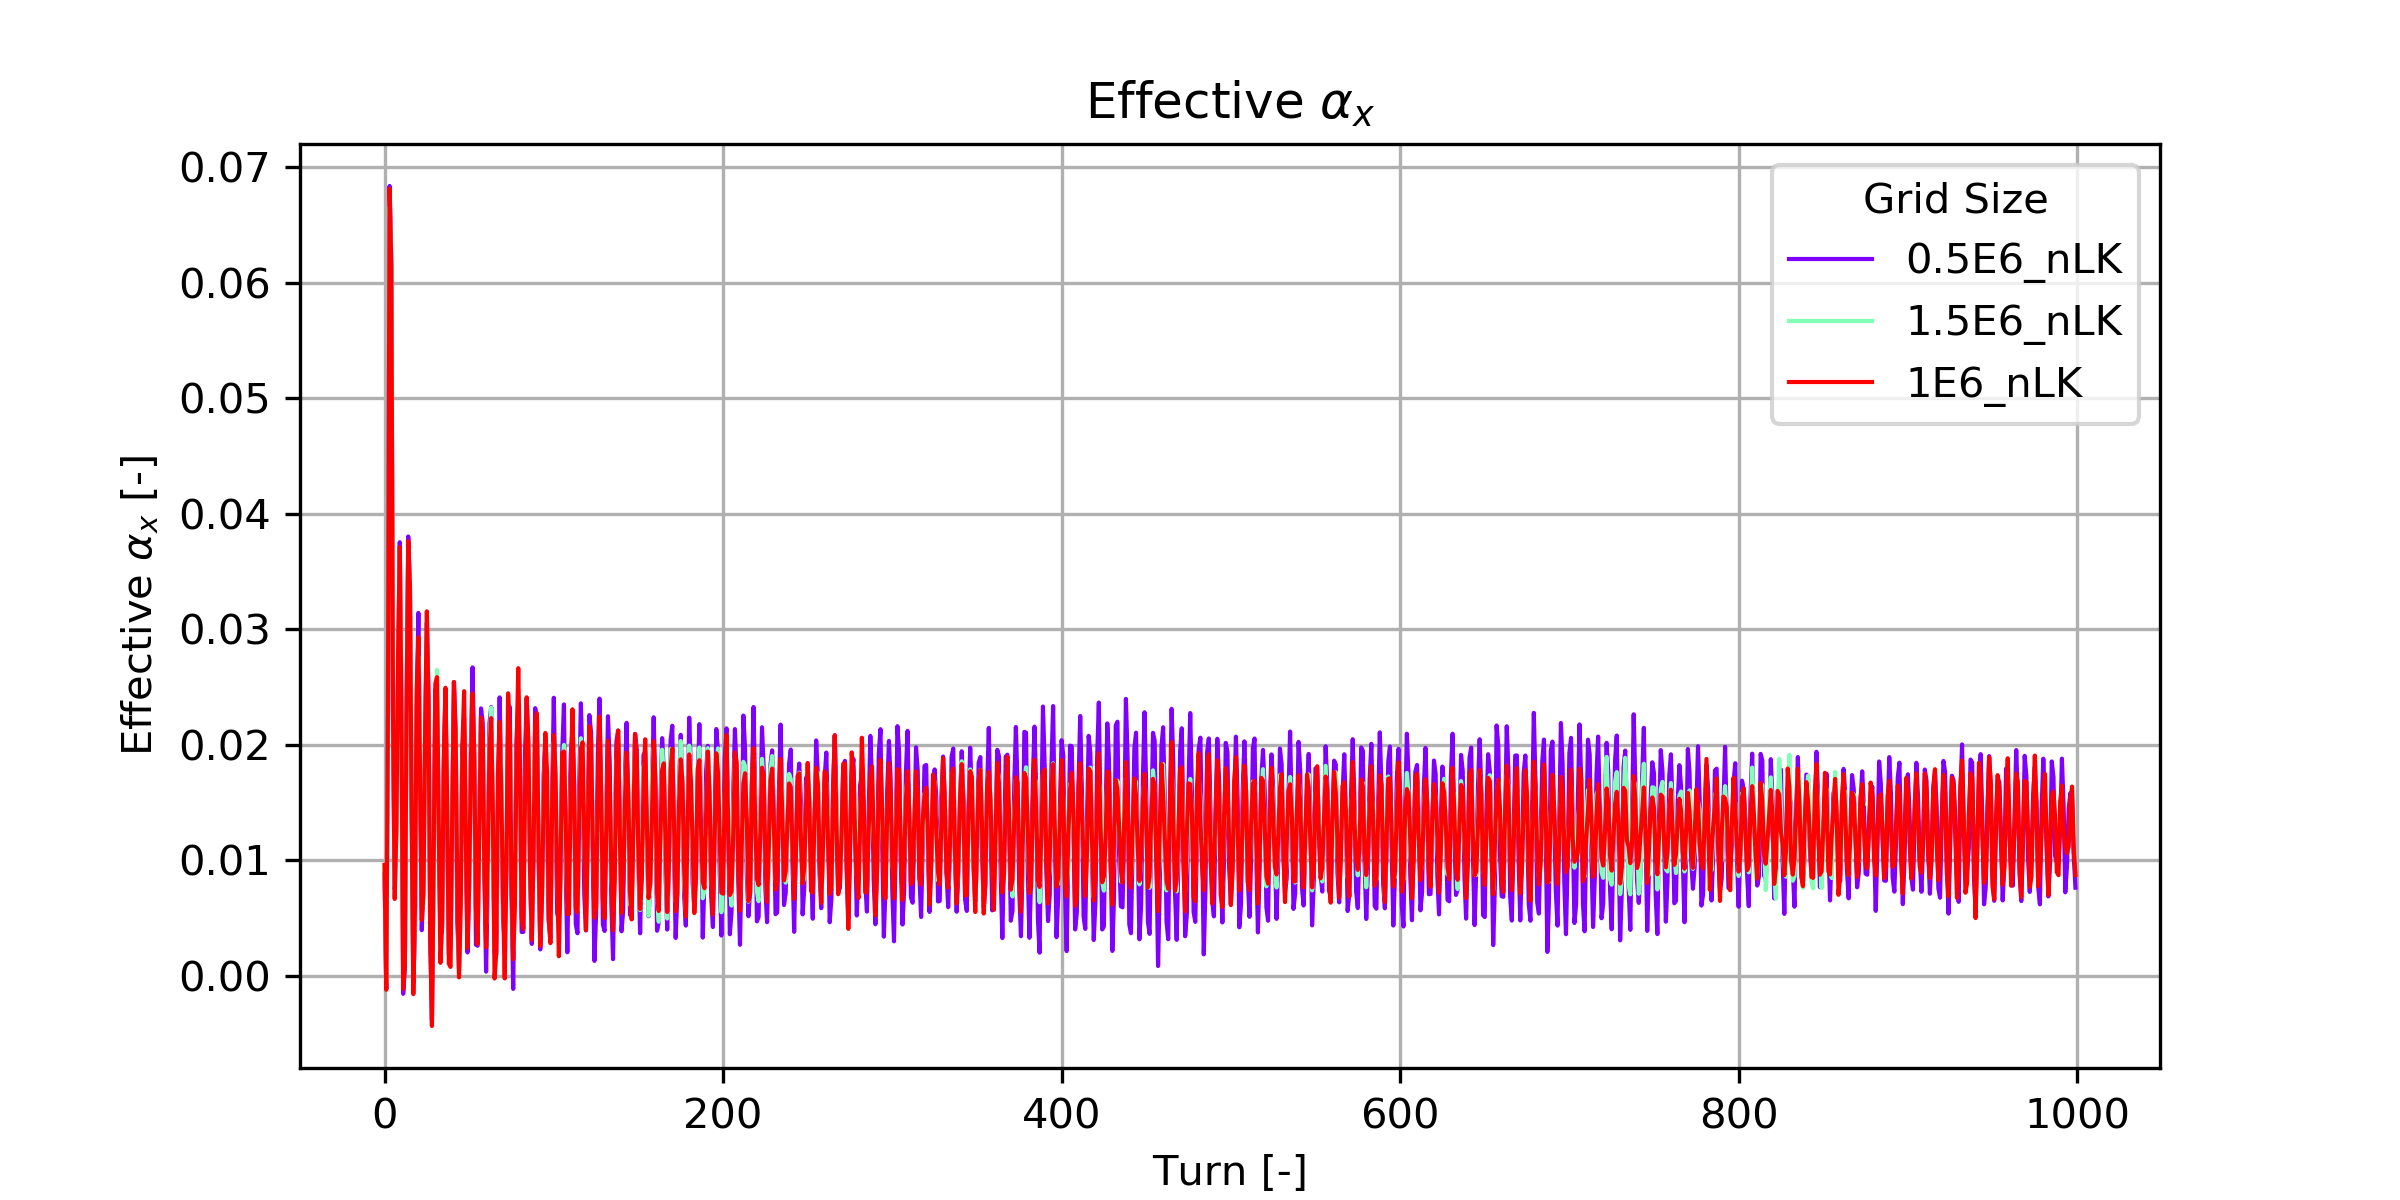 Effective αx
0.07
0.06
0.05
0.04
0.03
0.02
0.01
0.00
Effective αx [-]
Grid Size
0.5E6_nLK
1.5E6_nLK
1E6_nLK
0 200 400 600 800 1000
Turn [-]